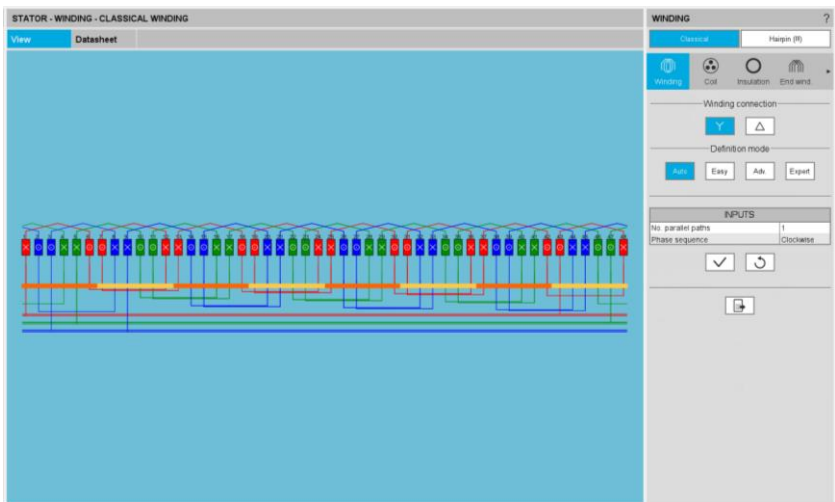 STATOR - WINDING - CLASSICAL WINDING
View Datasheet
WINDING ?
Classical Hairpin (R)
Winding Coil Insulation End wind.
Winding connection
Definition mode
Auto Easy Adv. Expert
INPUTS
No. parallel paths 1
Phase sequence Clockwise